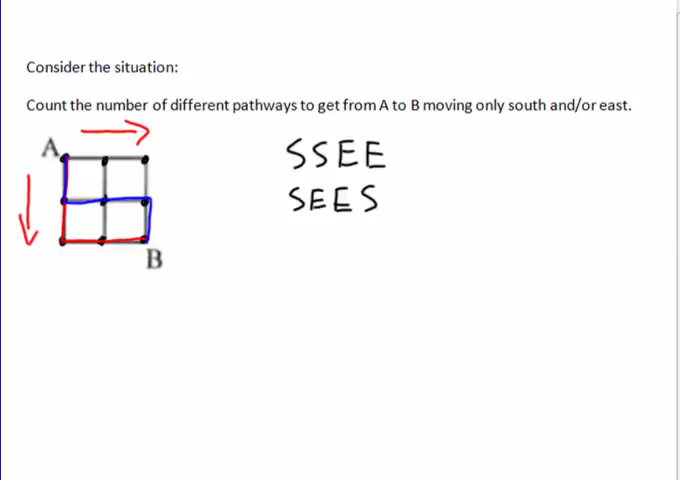 Consider the situation:
Count the number of different pathways to get from A to B moving only south and/or east.
A
SSEE
SEES
B